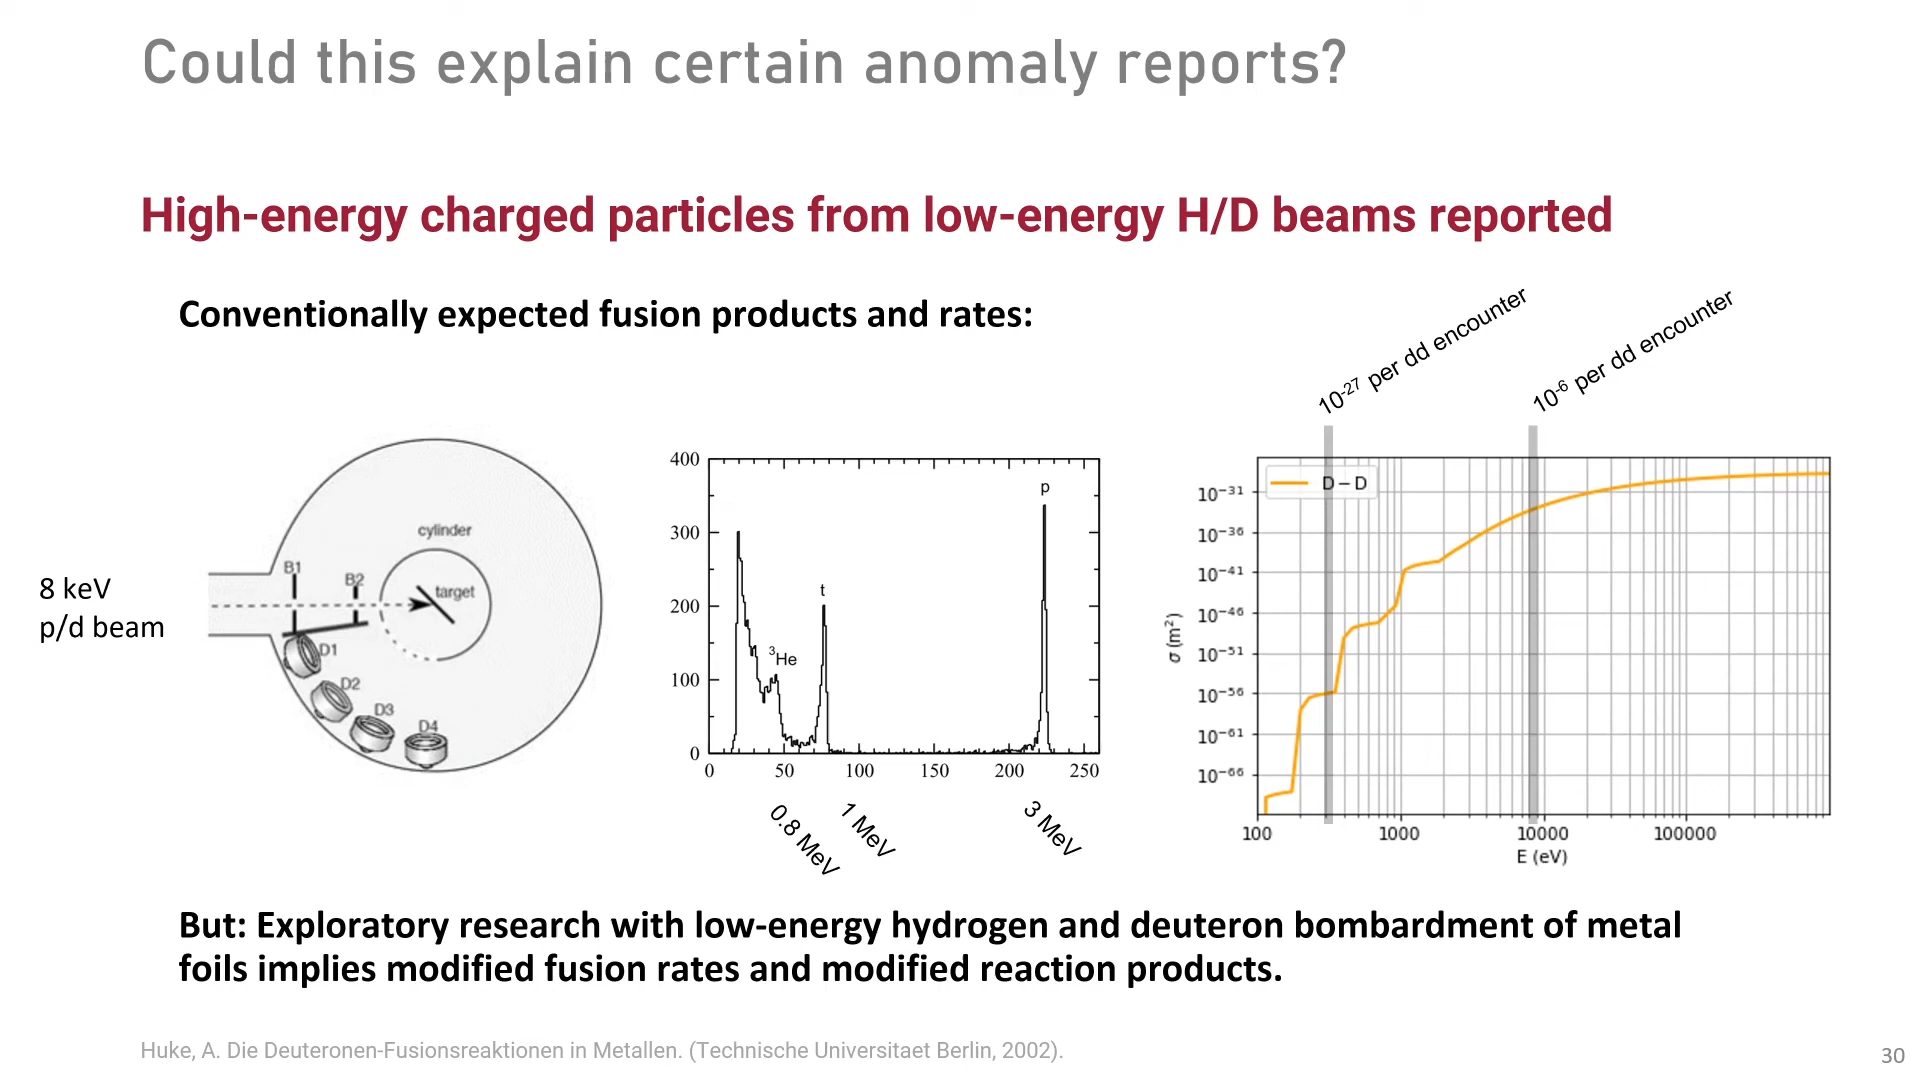 Could this explain certain anomaly reports?
High-energy charged particles from low-energy H/D beams reported
Conventionally expected fusion products and rates:
10⁻²⁷ per dd encounter
10⁻⁶ per dd encounter
8 keV
p/d beam
cylinder
B1
B2
target
D1
D2
D3
D4
400
300
200
100
0
p
t
³He
0
50
100
150
200
250
0.8 MeV
1 MeV
3 MeV
D – D
σ (m²)
10⁻³¹
10⁻³⁶
10⁻⁴¹
10⁻⁴⁶
10⁻⁵¹
10⁻⁵⁶
10⁻⁶¹
10⁻⁶⁶
100
1000
10000
100000
E (eV)
But: Exploratory research with low-energy hydrogen and deuteron bombardment of metal
foils implies modified fusion rates and modified reaction products.
Huke, A. Die Deuteronen-Fusionsreaktionen in Metallen. (Technische Universitaet Berlin, 2002).
30